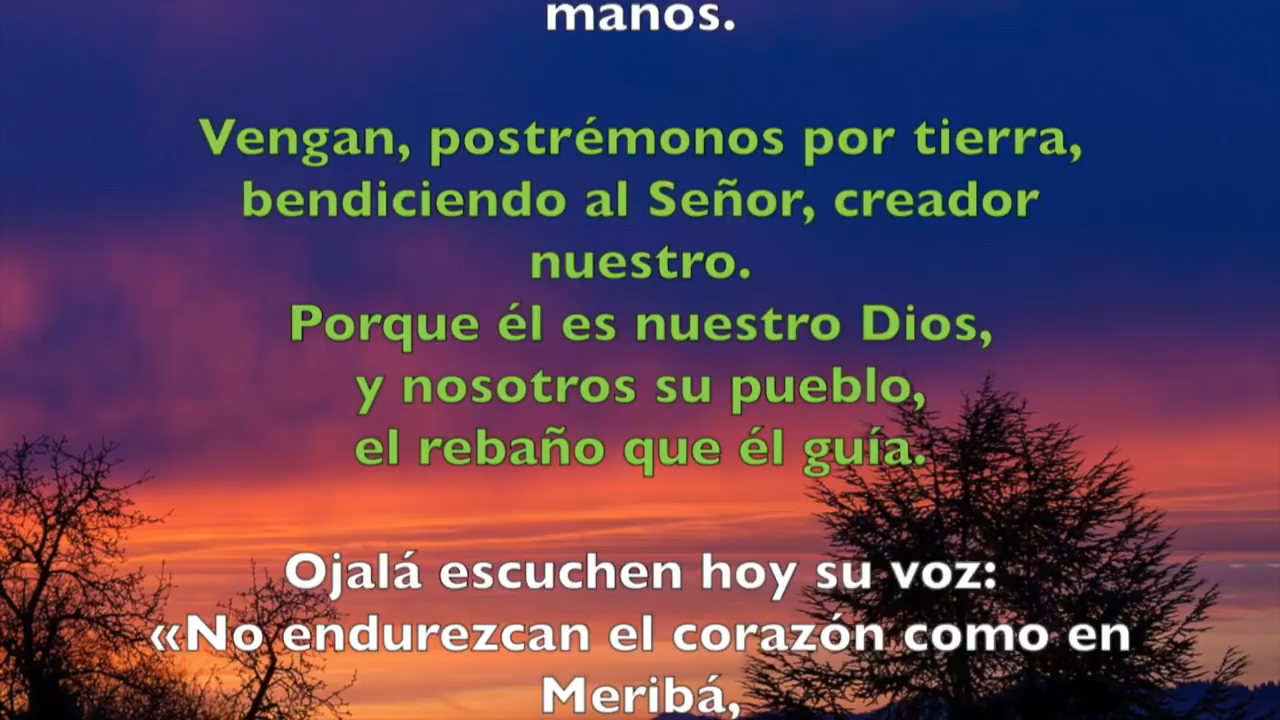 manos.
Vengan, postrémonos por tierra,
bendiciendo al Señor, creador
nuestro.
Porque él es nuestro Dios,
y nosotros su pueblo,
el rebaño que él guía.
Ojalá escuchen hoy su voz:
«No endurezcan el corazón como en
Meribá,